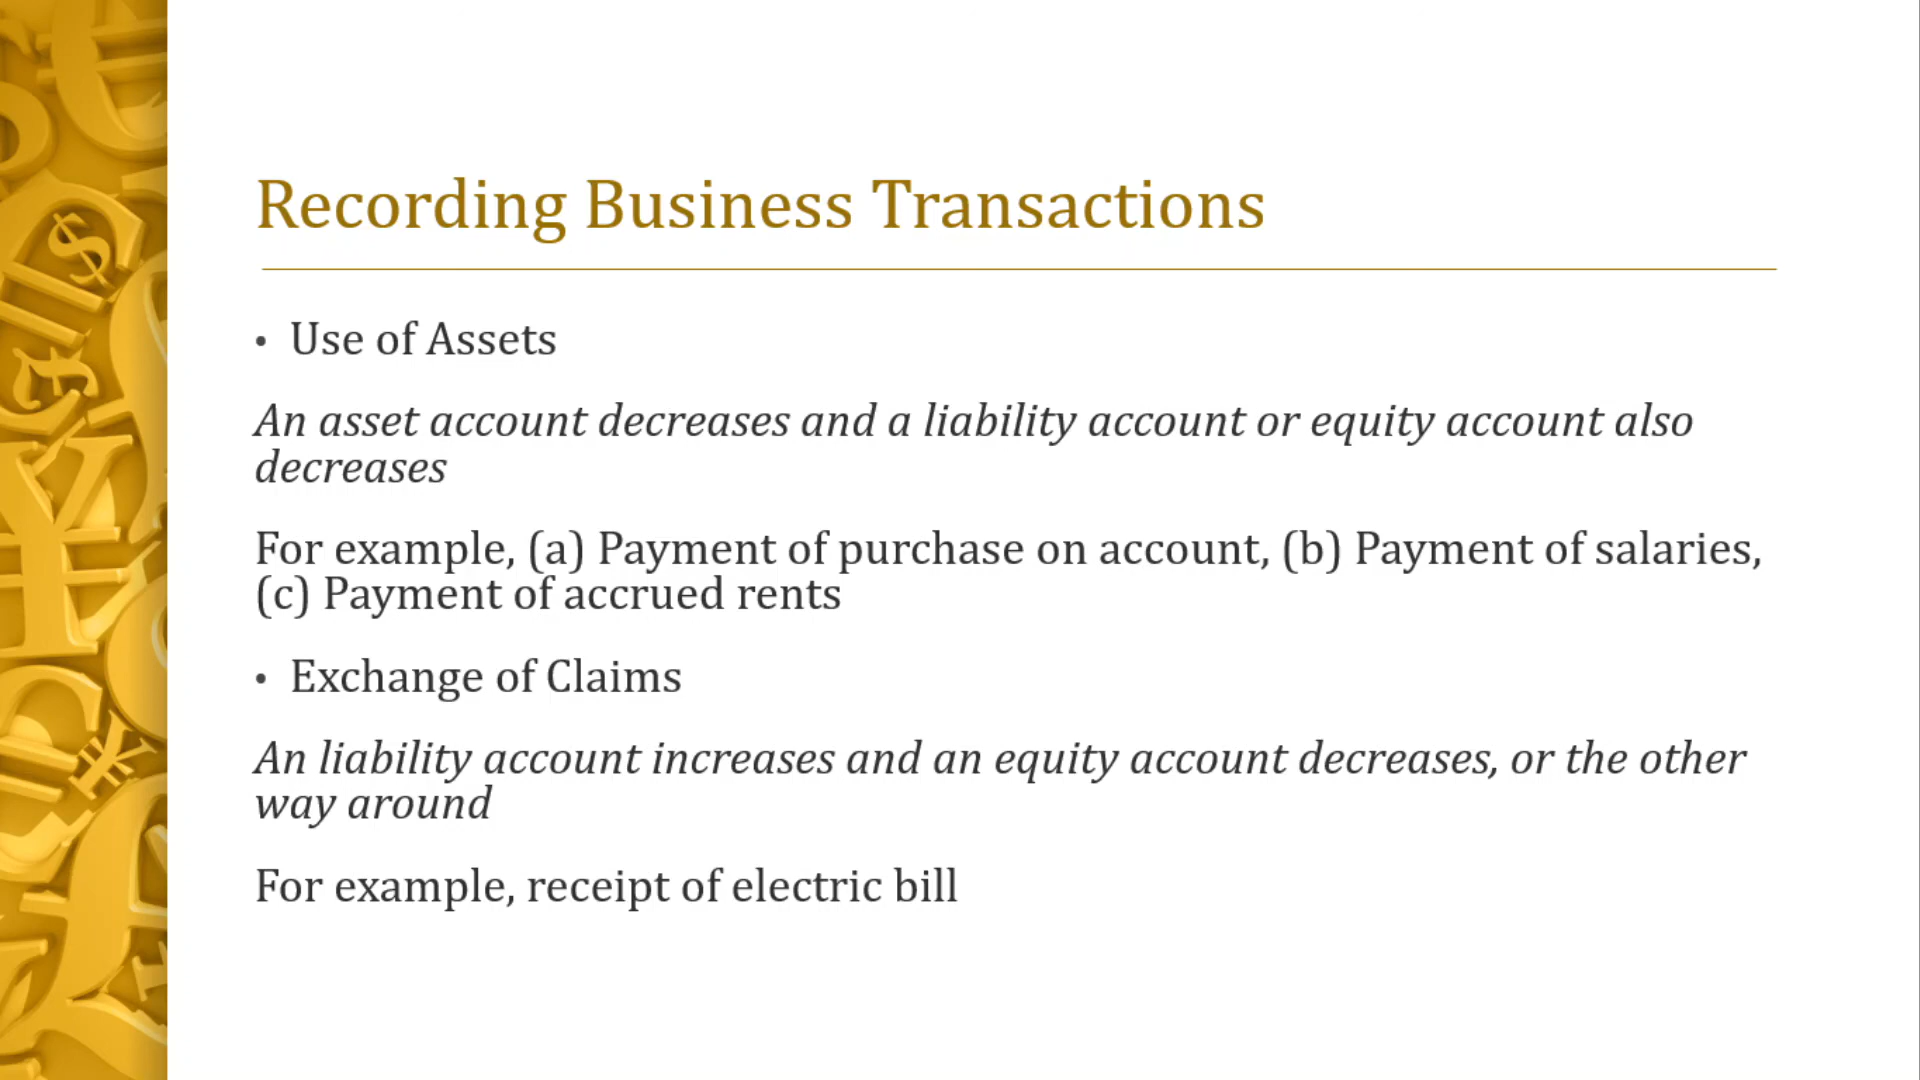 Recording Business Transactions
• Use of Assets
An asset account decreases and a liability account or equity account also
decreases
For example, (a) Payment of purchase on account, (b) Payment of salaries,
(c) Payment of accrued rents
• Exchange of Claims
An liability account increases and an equity account decreases, or the other
way around
For example, receipt of electric bill